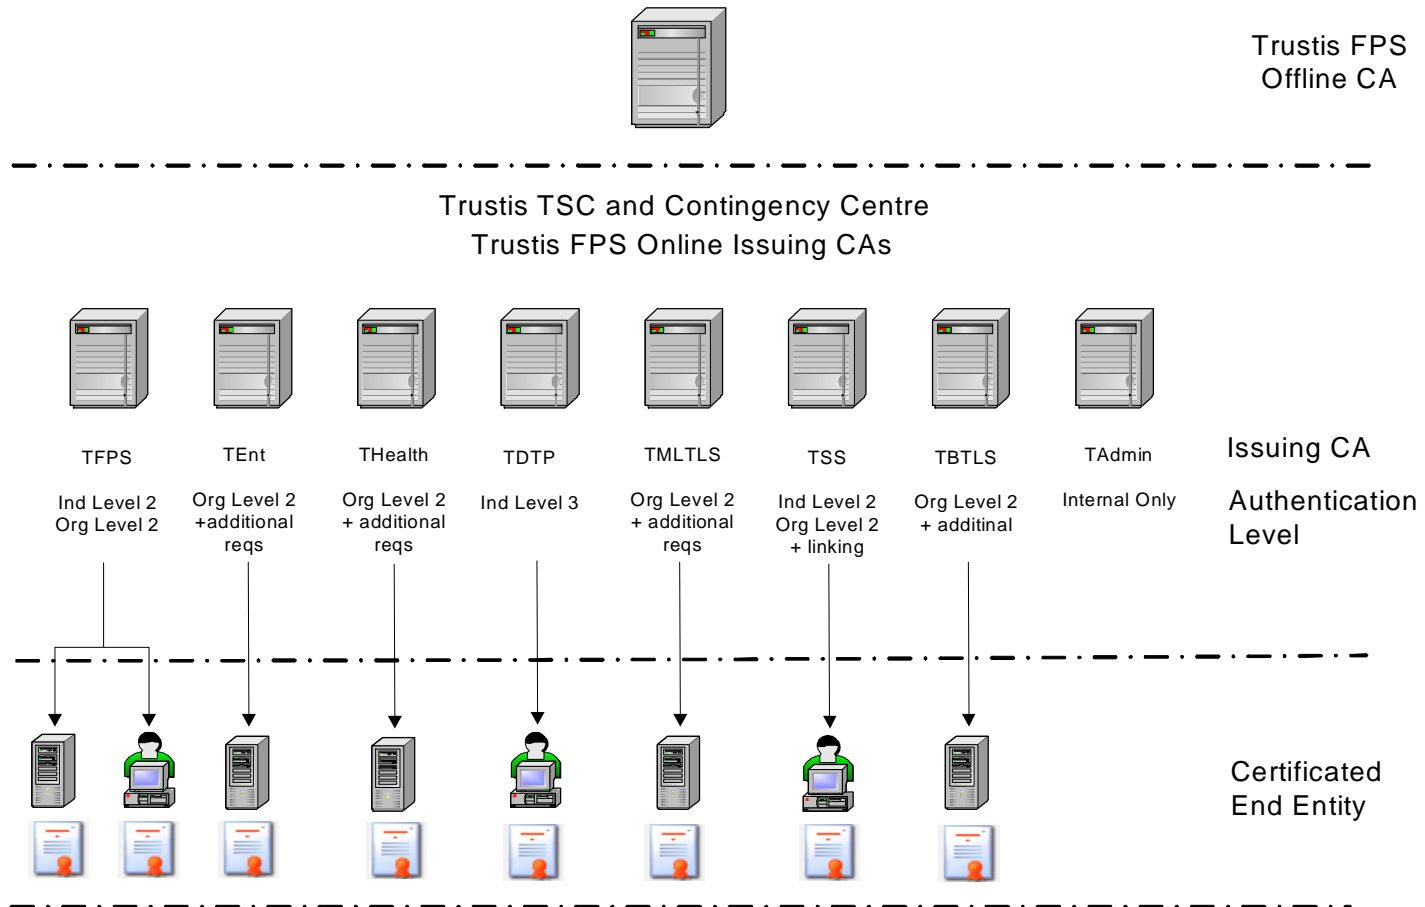 Trustis FPS
Offline CA
Trustis TSC and Contingency Centre
Trustis FPS Online Issuing CAs
TFPS
TEnt
THealth
TDTP
TMLTLS
TSS
TBTLS
TAdmin
Issuing CA
Ind Level 2
Org Level 2
Org Level 2
+additional
reqs
Org Level 2
+ additional
reqs
Ind Level 3
Org Level 2
+ additional
reqs
Ind Level 2
Org Level 2
+ linking
Org Level 2
+ additinal
Internal Only
Authentication
Level
Certificated
End Entity